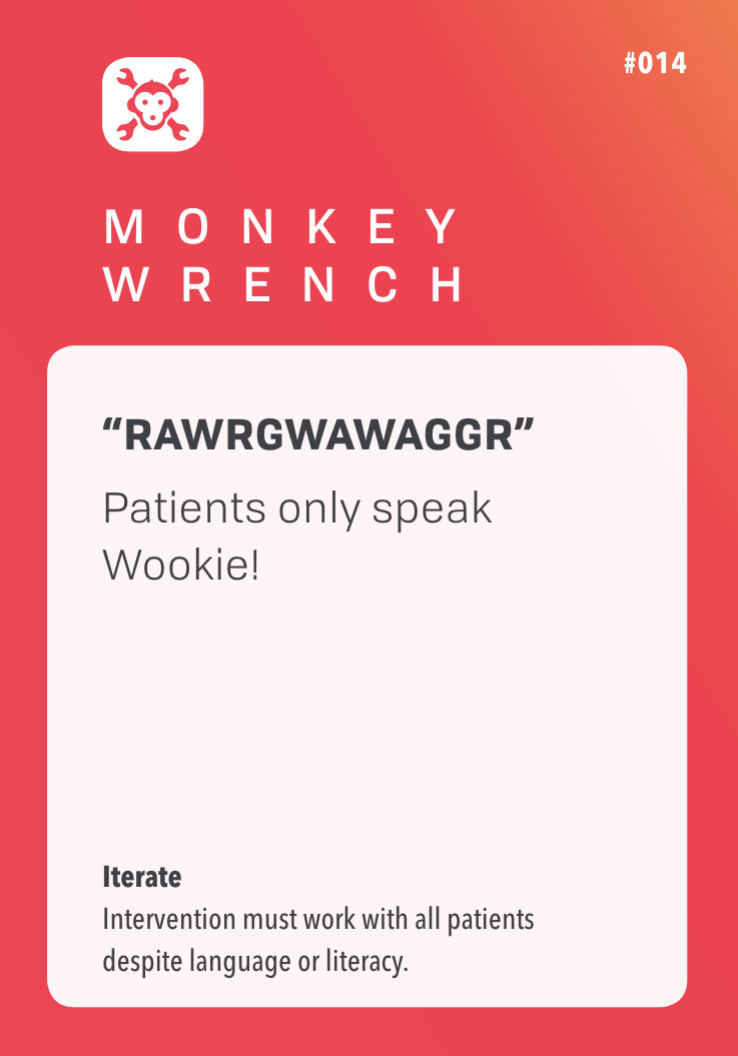 #014
MONKEY
WRENCH
“RAWRGWAWAGGR”
Patients only speak
Wookie!
Iterate
Intervention must work with all patients
despite language or literacy.